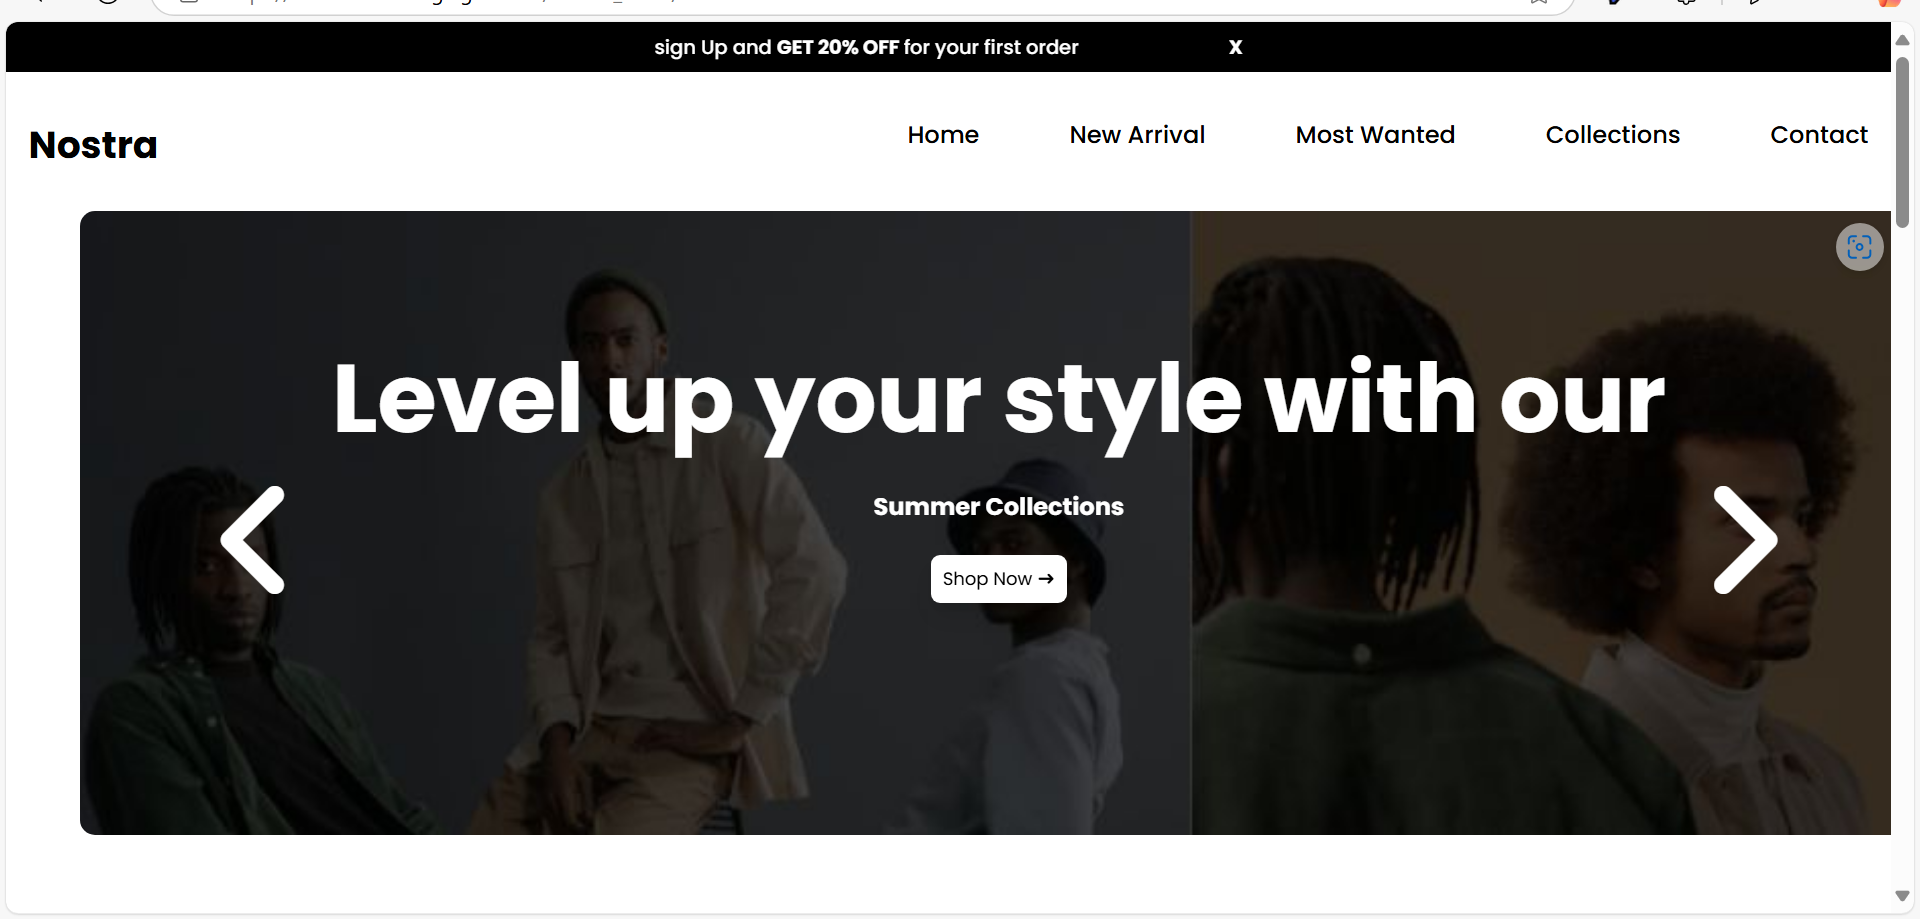 sign Up and GET 20% OFF for your first order X
Nostra
Home New Arrival Most Wanted Collections Contact
Level up your style with our
Summer Collections
Shop Now →